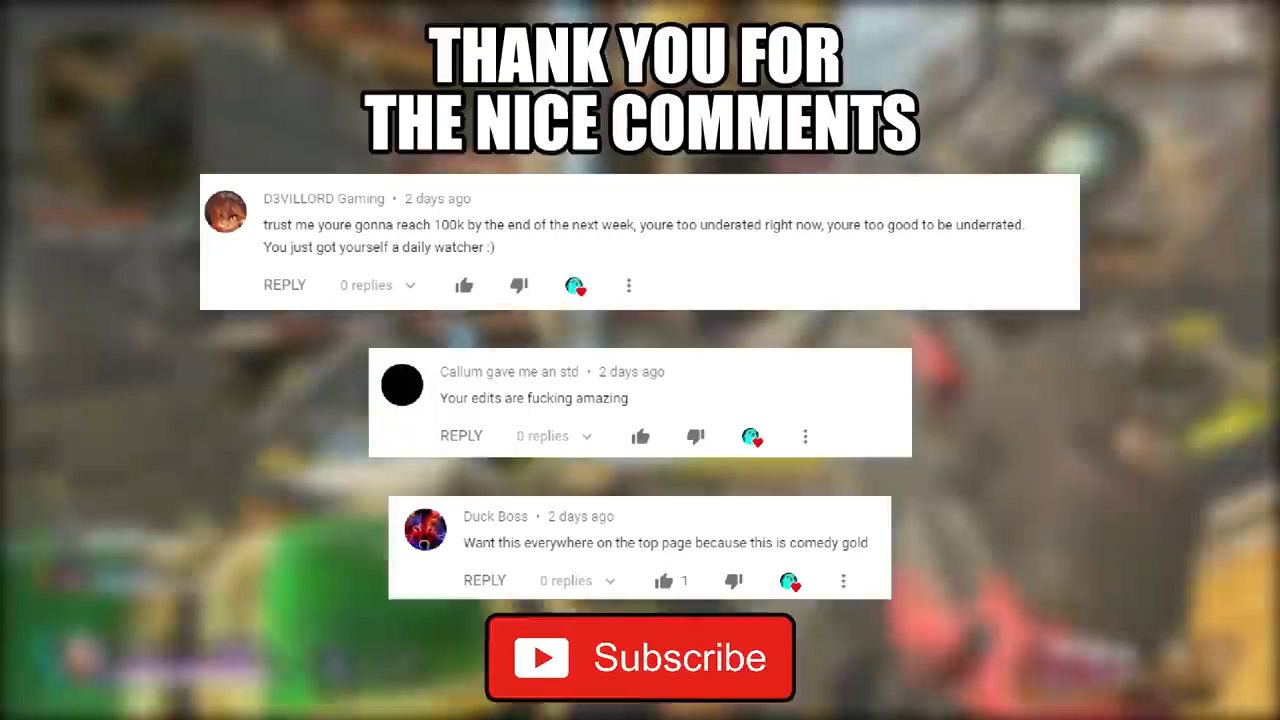 THANK YOU FOR
THE NICE COMMENTS
D3VILLORD Gaming • 2 days ago
trust me youre gonna reach 100k by the end of the next week, youre too underated right now, youre too good to be underrated.
You just got yourself a daily watcher :)
REPLY 0 replies
Callum gave me an std • 2 days ago
Your edits are fucking amazing
REPLY 0 replies
Duck Boss • 2 days ago
Want this everywhere on the top page because this is comedy gold
REPLY 0 replies 1
Subscribe